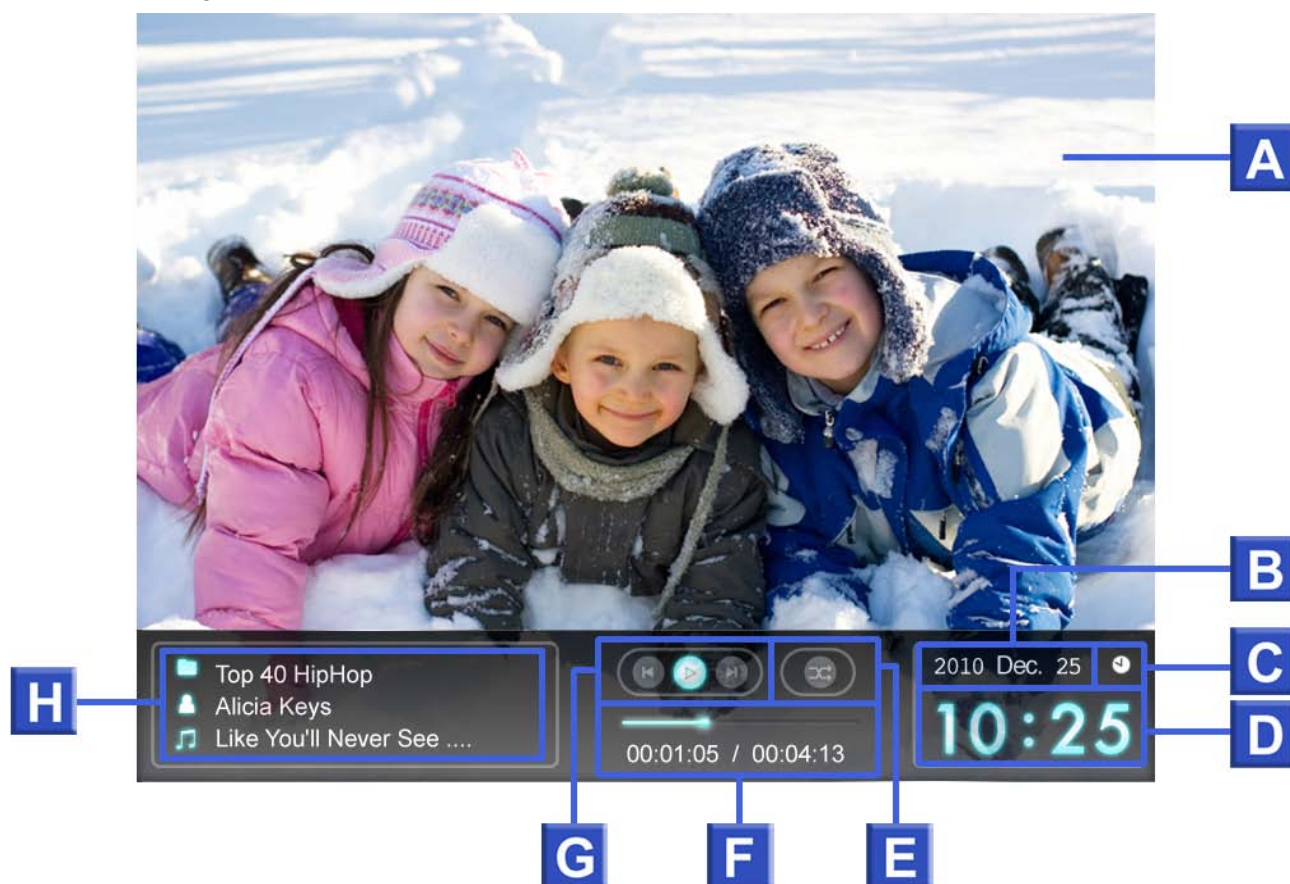 A
B
2010 Dec. 25
C
H
Top 40 HipHop
Alicia Keys
Like You'll Never See ....
00:01:05 / 00:04:13
10:25
D
G
F
E